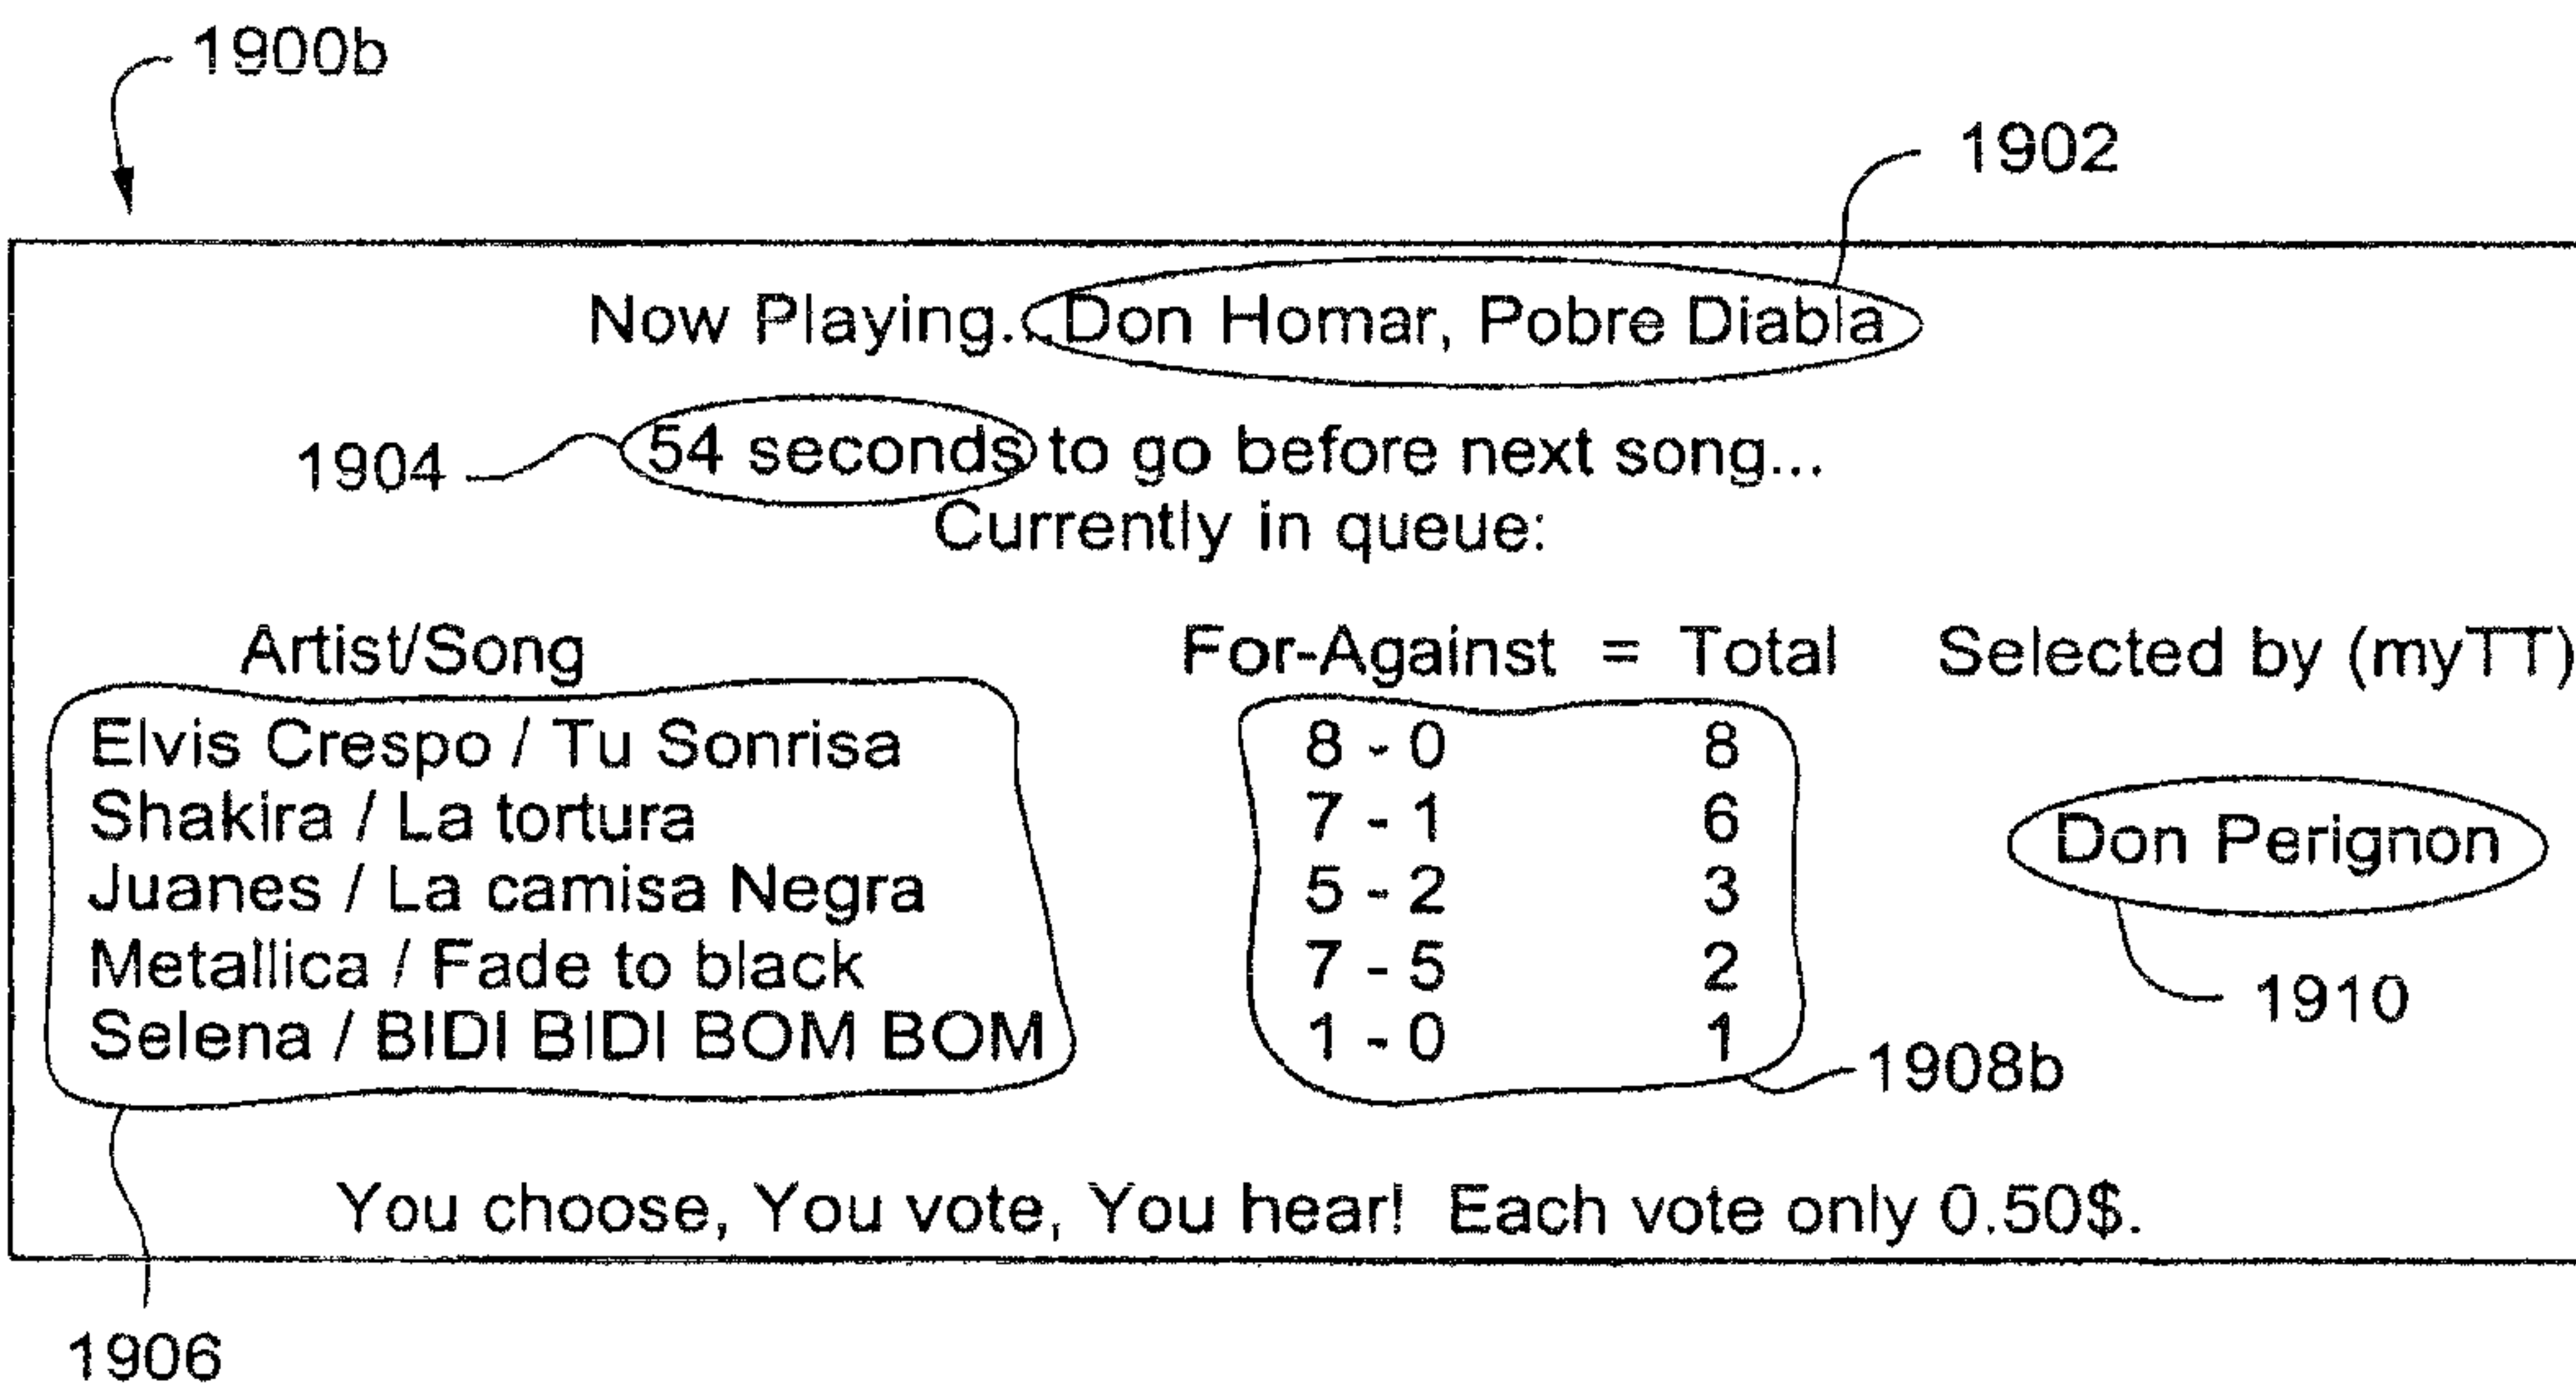 1900b
1902
Now Playing...Don Homar, Pobre Diabla
1904 54 seconds to go before next song...
Currently in queue:
Artist/Song For-Against = Total Selected by (myTT)
Elvis Crespo / Tu Sonrisa 8 - 0 8
Shakira / La tortura 7 - 1 6
Don Perignon
Juanes / La camisa Negra 5 - 2 3
Metallica / Fade to black 7 - 5 2
1910
Selena / BIDI BIDI BOM BOM 1 - 0 1
1908b
You choose, You vote, You hear! Each vote only 0.50$.
1906